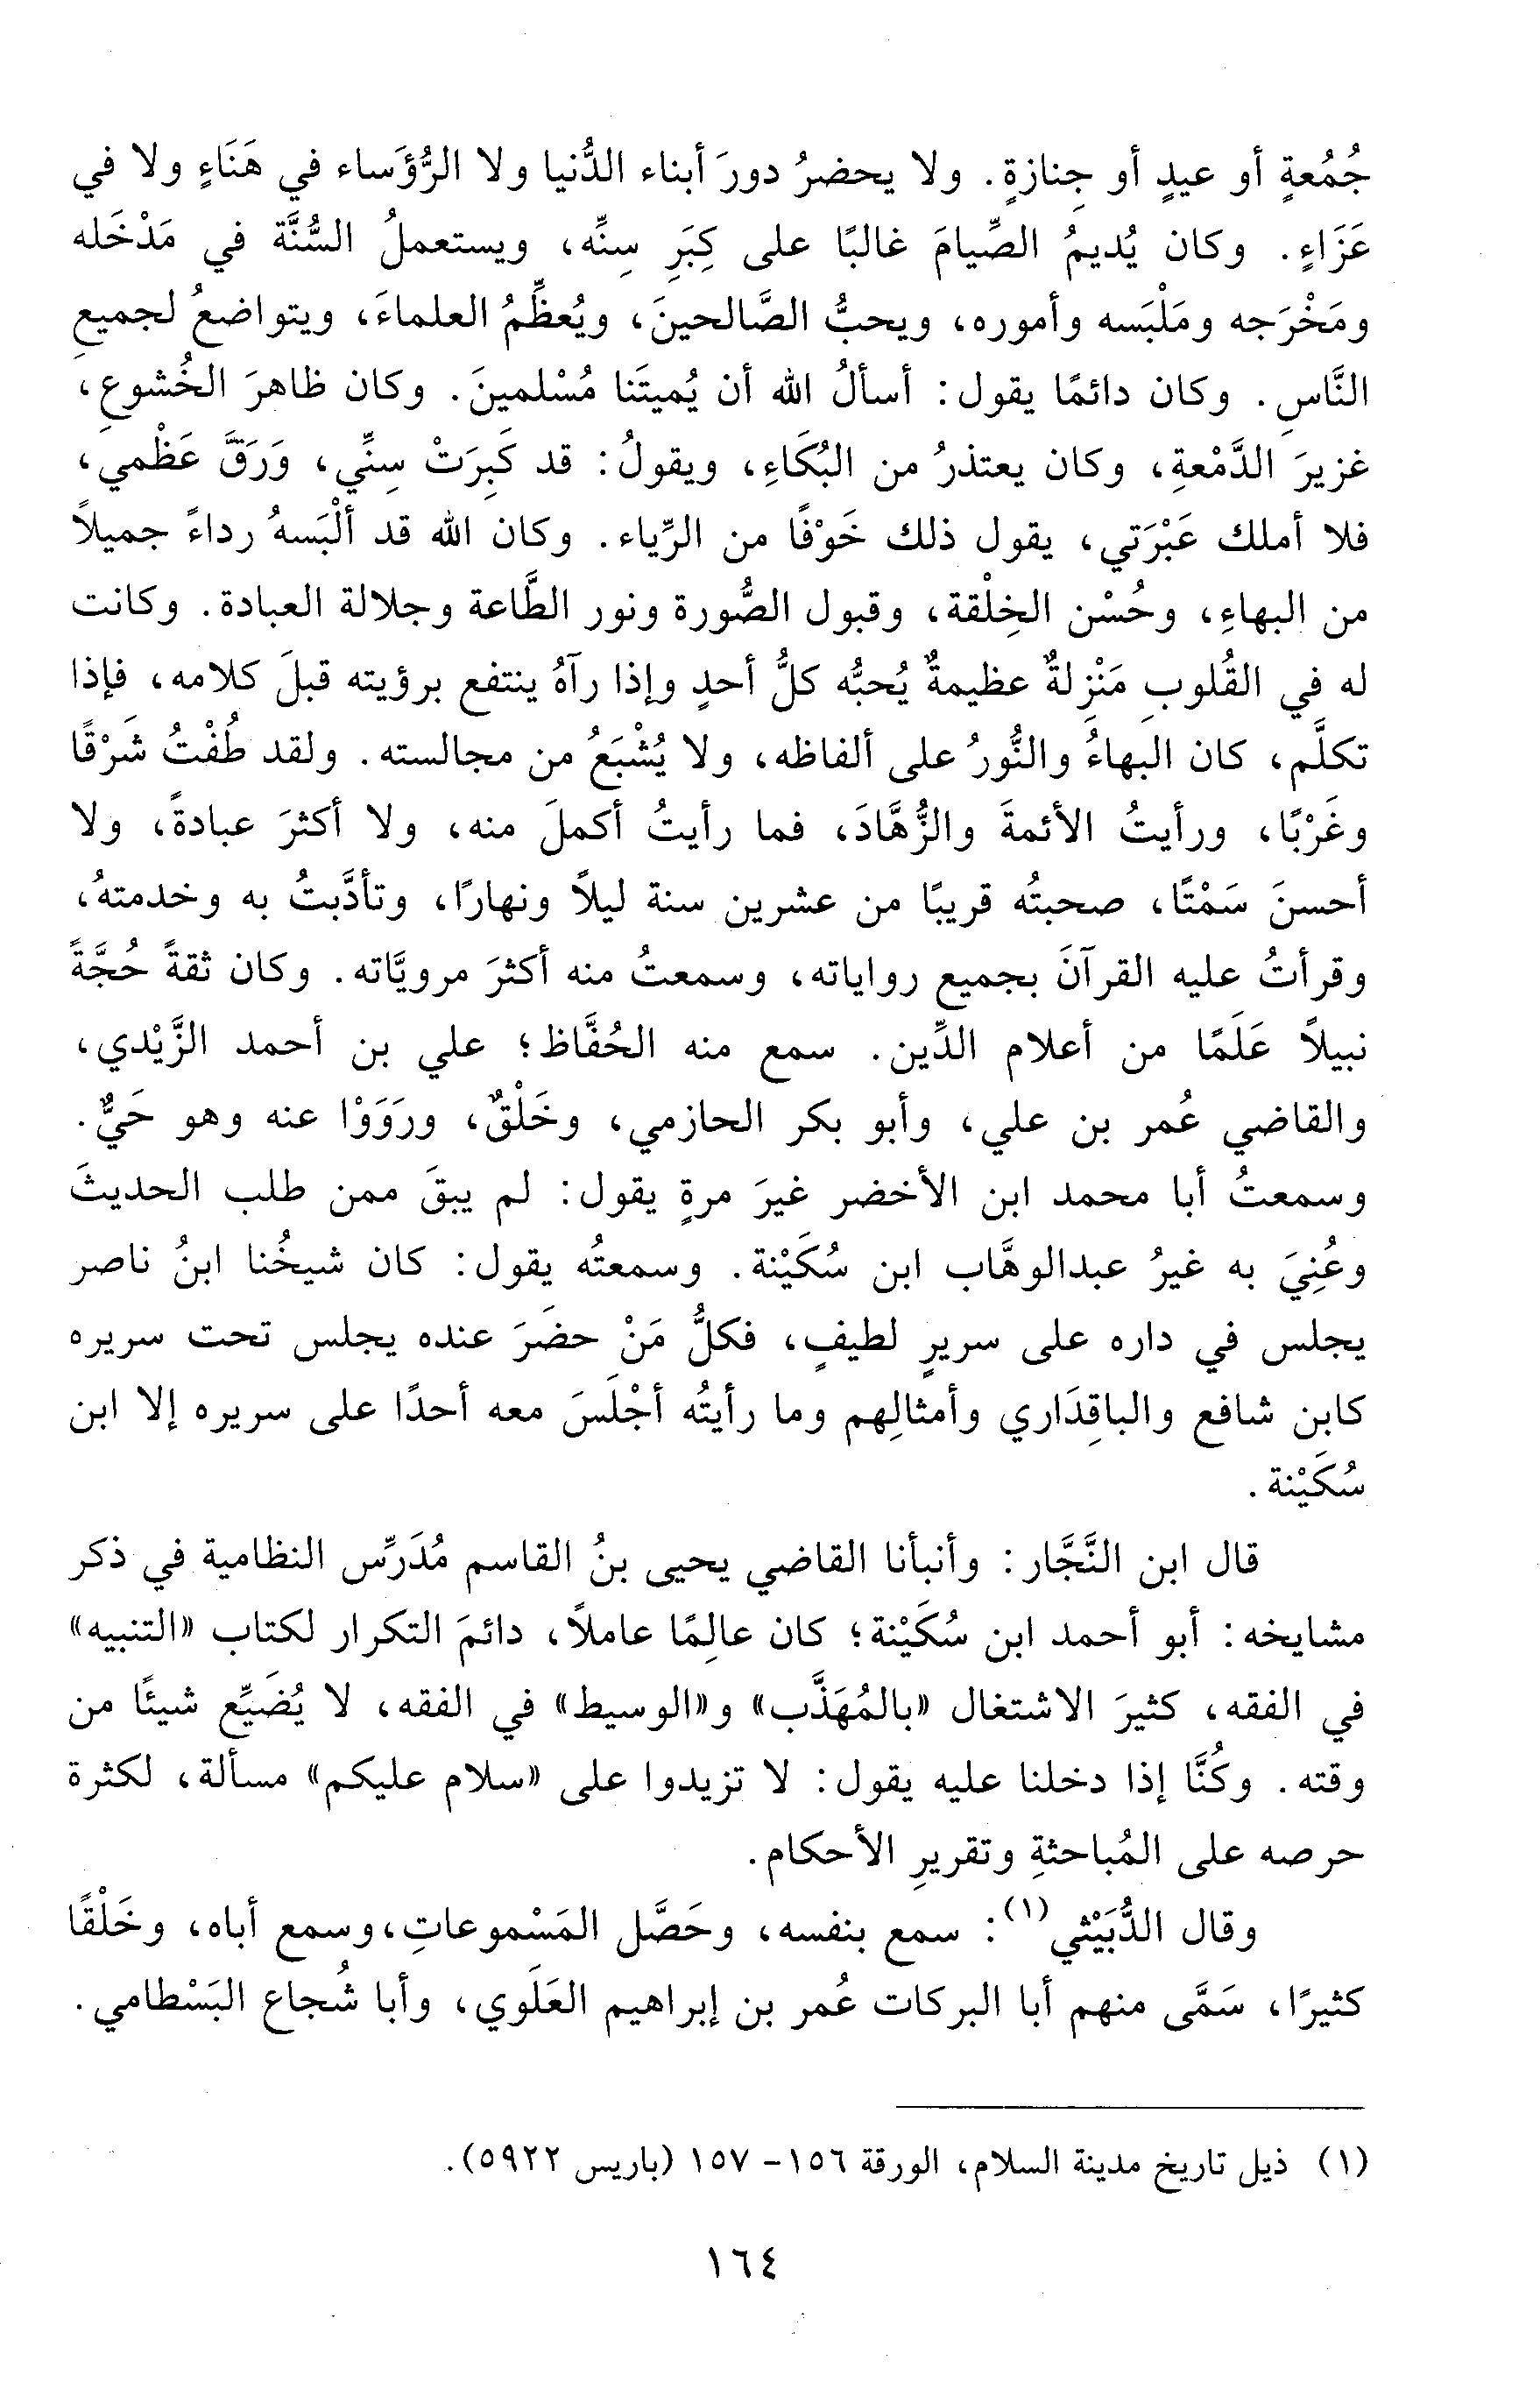 جُمُعةٍ أو عيدٍ أو جِنازةٍ. ولا يحضرُ دورَ أبناء الدُّنيا ولا الرُّؤَساء في هَنَاءٍ ولا في
عَزَاءٍ. وكان يُديمُ الصِّيامَ غالبًا على كِبَرِ سِنِّه، ويستعملُ السُّنَّة في مَدْخَله
ومَخْرَجه ومَلْبَسه وأموره، ويحبُّ الصَّالحينَ، ويُعظِّمُ العلماءَ، ويتواضعُ لجميعِ
النَّاسِ. وكان دائمًا يقول: أسألُ الله أن يُميتَنا مُسْلمينَ. وكان ظاهرَ الخُشوعِ،
غزيرَ الدَّمْعةِ، وكان يعتذرُ من البُكَاءِ، ويقولُ: قد كَبِرَتْ سِنِّي، وَرَقَّ عَظْمي،
فلا أملك عَبْرَتي، يقول ذلك خَوْفًا من الرِّياء. وكان الله قد ألْبَسهُ رداءً جميلاً
من البهاءِ، وحُسْن الخِلْقة، وقبول الصُّورة ونور الطَّاعة وجلالة العبادة. وكانت
له في القُلوبِ مَنْزِلةٌ عظيمةٌ يُحبُّه كلُّ أحدٍ وإذا رآهُ ينتفع برؤيته قبلَ كلامه، فإذا
تكلَّم، كان البهاءُ والنُّورُ على ألفاظه، ولا يُشْبَعُ من مجالسته. ولقد طُفْتُ شَرْقًا
وغَرْبًا، ورأيتُ الأئمةَ والزُّهَّادَ، فما رأيتُ أكملَ منه، ولا أكثرَ عبادةً، ولا
أحسنَ سَمْتًا، صحبتُه قريبًا من عشرين سنة ليلاً ونهارًا، وتأدَّبتُ به وخدمتهُ،
وقرأتُ عليه القرآنَ بجميع رواياته، وسمعتُ منه أكثرَ مرويَّاته. وكان ثقةً حُجَّةً
نبيلاً عَلَمًا من أعلام الدِّين. سمع منه الحُفَّاظ؛ علي بن أحمد الزَّيْدي،
والقاضي عُمر بن علي، وأبو بكر الحازمي، وخَلْقٌ، ورَوَوْا عنه وهو حَيٌّ.
وسمعتُ أبا محمد ابن الأخضر غيرَ مرةٍ يقول: لم يبقَ ممن طلب الحديثَ
وعُنِيَ به غيرُ عبدالوهَّاب ابن سُكَيْنة. وسمعتُه يقول: كان شيخُنا ابنُ ناصر
يجلس في داره على سريرٍ لطيفٍ، فكلُّ مَنْ حضَرَ عنده يجلس تحت سريره
كابن شافع والباقِدَاري وأمثالِهم وما رأيتُه أجْلَسَ معه أحدًا على سريره إلا ابن
سُكَيْنة.
قال ابن النَّجَّار: وأنبأنا القاضي يحيى بنُ القاسم مُدَرِّس النظامية في ذكر
مشايخه: أبو أحمد ابن سُكَيْنة؛ كان عالِمًا عاملاً، دائمَ التكرار لكتاب «التنبيه»
في الفقه، كثيرَ الاشتغال «بالمُهَذَّب» و«الوسيط» في الفقه، لا يُضَيِّع شيئًا من
وقته. وكُنَّا إذا دخلنا عليه يقول: لا تزيدوا على «سلام عليكم» مسألة، لكثرة
حرصه على المُباحثةِ وتقريرِ الأحكام.
وقال الدُّبَيْثي(١): سمع بنفسه، وحَصَّل المَسْموعاتِ، وسمع أباه، وخَلْقًا
كثيرًا، سَمَّى منهم أبا البركات عُمر بن إبراهيم العَلَوي، وأبا شُجاع البَسْطامي.
(١) ذيل تاريخ مدينة السلام، الورقة ١٥٦- ١٥٧ (باريس ٥٩٢٢).
١٦٤